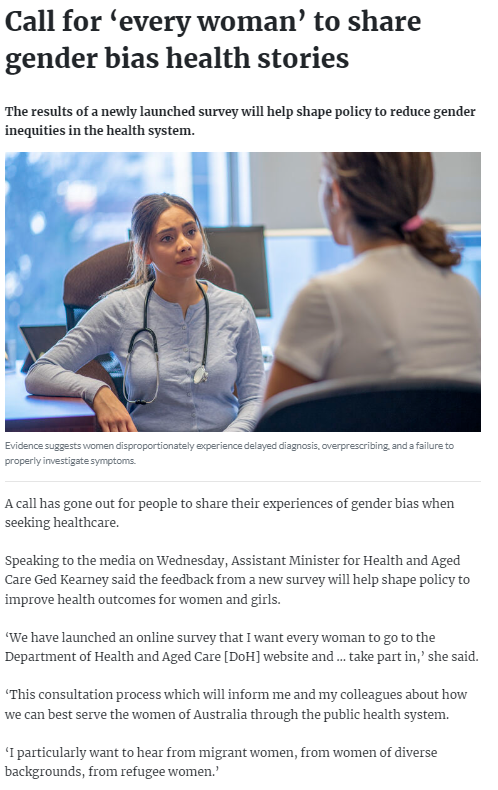 Call for ‘every woman’ to share
gender bias health stories
The results of a newly launched survey will help shape policy to reduce gender
inequities in the health system.
Evidence suggests women disproportionately experience delayed diagnosis, overprescribing, and a failure to
properly investigate symptoms.
A call has gone out for people to share their experiences of gender bias when
seeking healthcare.
Speaking to the media on Wednesday, Assistant Minister for Health and Aged
Care Ged Kearney said the feedback from a new survey will help shape policy to
improve health outcomes for women and girls.
‘We have launched an online survey that I want every woman to go to the
Department of Health and Aged Care [DoH] website and … take part in,’ she said.
‘This consultation process which will inform me and my colleagues about how
we can best serve the women of Australia through the public health system.
‘I particularly want to hear from migrant women, from women of diverse
backgrounds, from refugee women.’